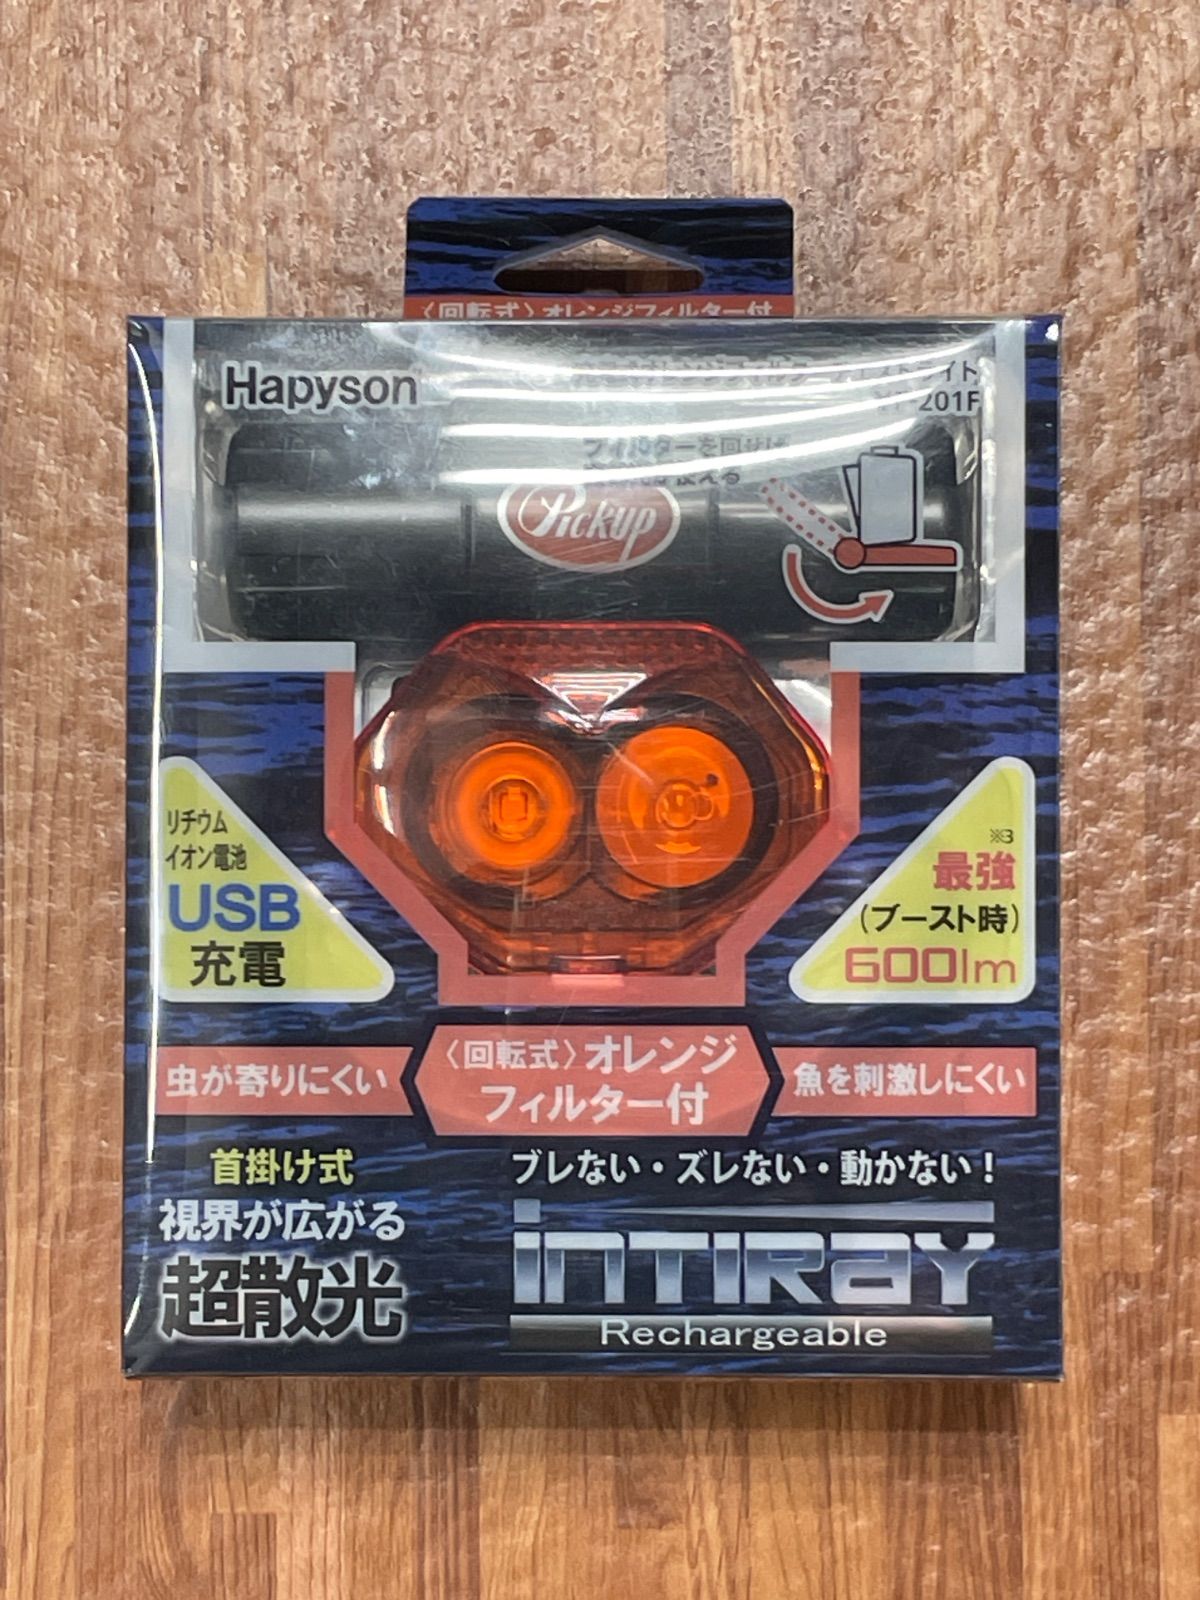 〈回転式〉オレンジフィルター付
Hapyson
201F
フィルターを回せば
Pickup
リチウム
イオン電池
USB
充電
※3
最強
(ブースト時)
600lm
虫が寄りにくい
〈回転式〉オレンジ
フィルター付
魚を刺激しにくい
首掛け式
視界が広がる
超散光
ブレない・ズレない・動かない!
INTIRAY
Rechargeable